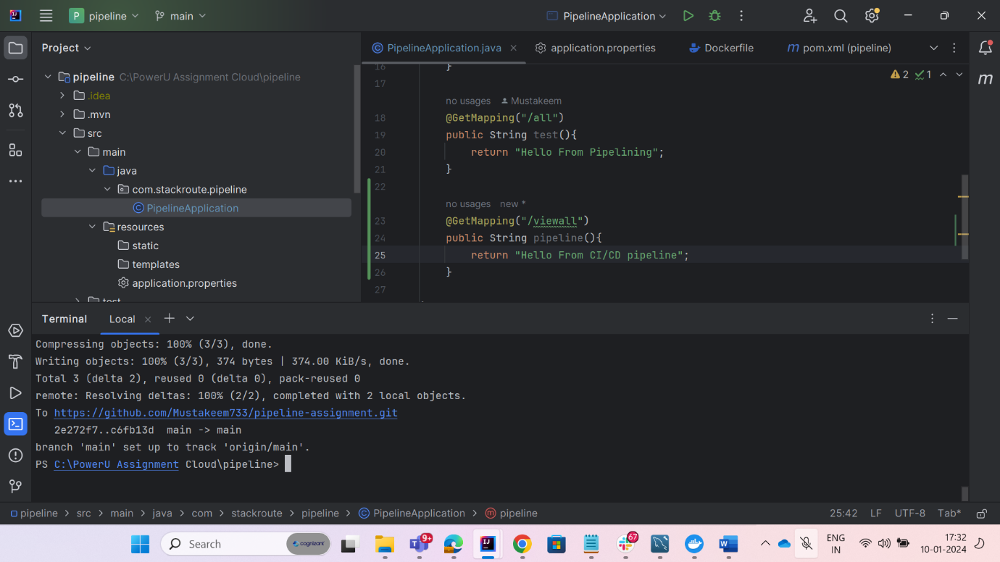 P pipeline main PipelineApplication
Project
PipelineApplication.java application.properties Dockerfile m pom.xml (pipeline)
pipeline C:\PowerU Assignment Cloud\pipeline
.idea
.mvn
src
main
java
com.stackroute.pipeline
PipelineApplication
resources
static
templates
application.properties
test
2 1
16 }
17
no usages Mustakeem
18 @GetMapping("/all")
19 public String test(){
20 return "Hello From Pipelining";
21 }
22
no usages new *
23 @GetMapping("/viewall")
24 public String pipeline(){
25 return "Hello From CI/CD pipeline";
26 }
27
Terminal Local
Compressing objects: 100% (3/3), done.
Writing objects: 100% (3/3), 374 bytes | 374.00 KiB/s, done.
Total 3 (delta 2), reused 0 (delta 0), pack-reused 0
remote: Resolving deltas: 100% (2/2), completed with 2 local objects.
To https://github.com/Mustakeem733/pipeline-assignment.git
2e272f7..c6fb13d main -> main
branch 'main' set up to track 'origin/main'.
PS C:\PowerU Assignment Cloud\pipeline>
pipeline > src > main > java > com > stackroute > pipeline > PipelineApplication > pipeline 25:42 LF UTF-8 Tab*
Search cognizant 9+ 67 ENG IN 17:32 10-01-2024